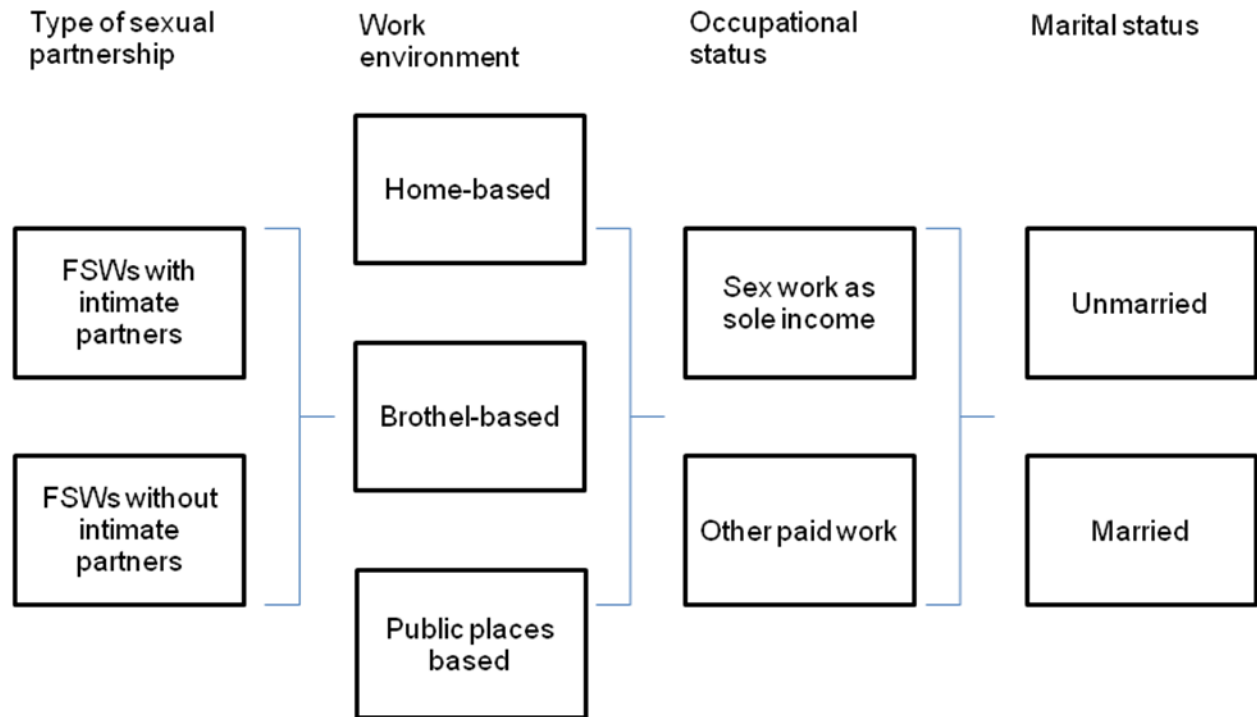 Type of sexual
partnership
Work
environment
Occupational
status
Marital status
FSWs with
intimate
partners
FSWs without
intimate
partners
Home-based
Brothel-based
Public places
based
Sex work as
sole income
Other paid work
Unmarried
Married